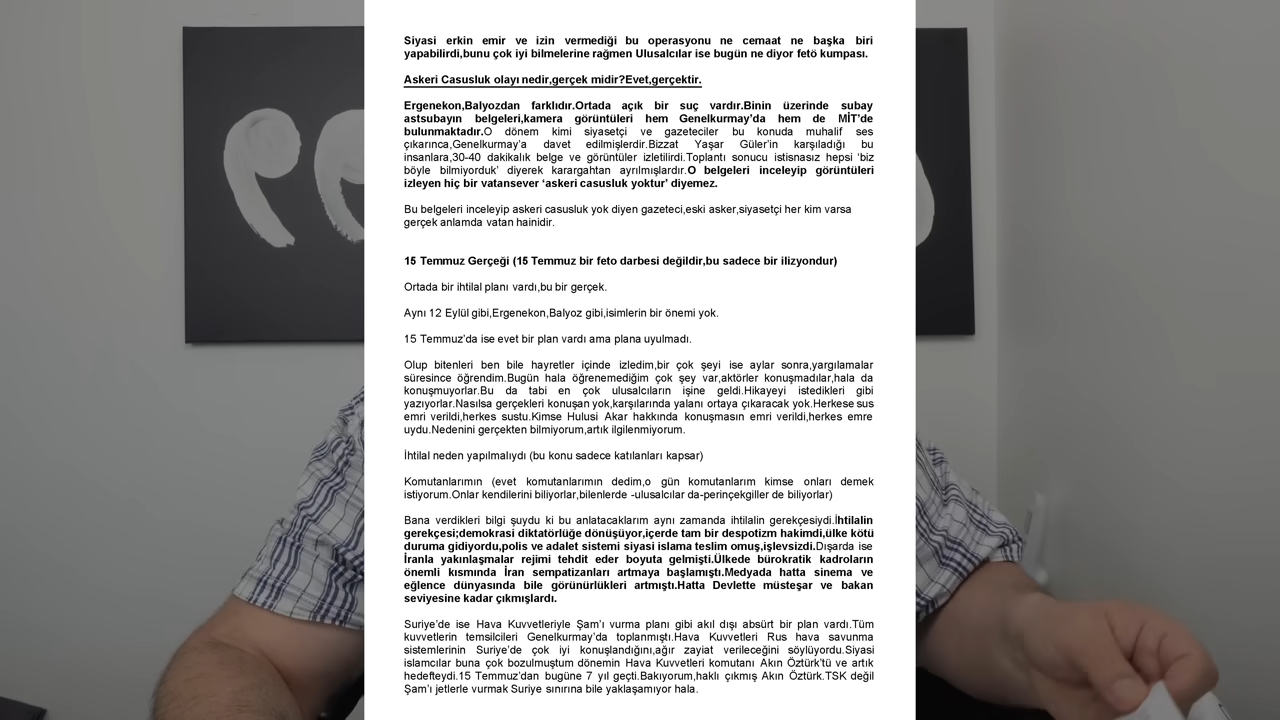 Siyasi erkin emir ve izin vermediği bu operasyonu ne cemaat ne başka biri
yapabilirdi,bunu çok iyi bilmelerine rağmen Ulusalcılar ise bugün ne diyor fetö kumpası.
Askeri Casusluk olayı nedir,gerçek midir?Evet,gerçektir.
Ergenekon,Balyozdan farklıdır.Ortada açık bir suç vardır.Binin üzerinde subay
astsubayın belgeleri,kamera görüntüleri hem Genelkurmay'da hem de MİT'de
bulunmaktadır.O dönem kimi siyasetçi ve gazeteciler bu konuda muhalif ses
çıkarınca,Genelkurmay'a davet edilmişlerdir.Bizzat Yaşar Güler'in karşıladığı bu
insanlara,30-40 dakikalık belge ve görüntüler izletilirdi.Toplantı sonucu istisnasız hepsi 'biz
böyle bilmiyorduk' diyerek karargahtan ayrılmışlardır.O belgeleri inceleyip görüntüleri
izleyen hiç bir vatansever 'askeri casusluk yoktur' diyemez.
Bu belgeleri inceleyip askeri casusluk yok diyen gazeteci,eski asker,siyasetçi her kim varsa
gerçek anlamda vatan hainidir.
15 Temmuz Gerçeği (15 Temmuz bir feto darbesi değildir,bu sadece bir ilizyondur)
Ortada bir ihtilal planı vardı,bu bir gerçek.
Aynı 12 Eylül gibi,Ergenekon,Balyoz gibi,isimlerin bir önemi yok.
15 Temmuz'da ise evet bir plan vardı ama plana uyulmadı.
Olup bitenleri ben bile hayretler içinde izledim,bir çok şeyi ise aylar sonra,yargılamalar
süresince öğrendim.Bugün hala öğrenemediğim çok şey var,aktörler konuşmadılar,hala da
konuşmuyorlar.Bu da tabi en çok ulusalcıların işine geldi.Hikayeyi istedikleri gibi
yazıyorlar.Nasılsa gerçekleri konuşan yok,karşılarında yalanı ortaya çıkaracak yok.Herkese sus
emri verildi,herkes sustu.Kimse Hulusi Akar hakkında konuşmasın emri verildi,herkes emre
uydu.Nedenini gerçekten bilmiyorum,artık ilgilenmiyorum.
İhtilal neden yapılmalıydı (bu konu sadece katılanları kapsar)
Komutanlarımın (evet komutanlarımın dedim,o gün komutanlarım kimse onları demek
istiyorum.Onlar kendilerini biliyorlar,bilenlerde -ulusalcılar da-perinçekgiller de biliyorlar)
Bana verdikleri bilgi şuydu ki bu anlatacaklarım aynı zamanda ihtilalin gerekçesiydi.İhtilalin
gerekçesi;demokrasi diktatörlüğe dönüşüyor,içerde tam bir despotizm hakimdi,ülke kötü
duruma gidiyordu,polis ve adalet sistemi siyasi islama teslim omuş,işlevsizdi.Dışarda ise
İranla yakınlaşmalar rejimi tehdit eder boyuta gelmişti.Ülkede bürokratik kadroların
önemli kısmında İran sempatizanları artmaya başlamıştı.Medyada hatta sinema ve
eğlence dünyasında bile görünürlükleri artmıştı.Hatta Devlette müsteşar ve bakan
seviyesine kadar çıkmışlardı.
Suriye'de ise Hava Kuvvetleriyle Şam'ı vurma planı gibi akıl dışı absürt bir plan vardı.Tüm
kuvvetlerin temsilcileri Genelkurmay'da toplanmıştı.Hava Kuvvetleri Rus hava savunma
sistemlerinin Suriye'de çok iyi konuşlandığını,ağır zayiat verileceğini söylüyordu.Siyasi
islamcılar buna çok bozulmuştum dönemin Hava Kuvvetleri komutanı Akın Öztürk'tü ve artık
hedefteydi.15 Temmuz'dan bugüne 7 yıl geçti.Bakıyorum,haklı çıkmış Akın Öztürk.TSK değil
Şam'ı jetlerle vurmak Suriye sınırına bile yaklaşamıyor hala.